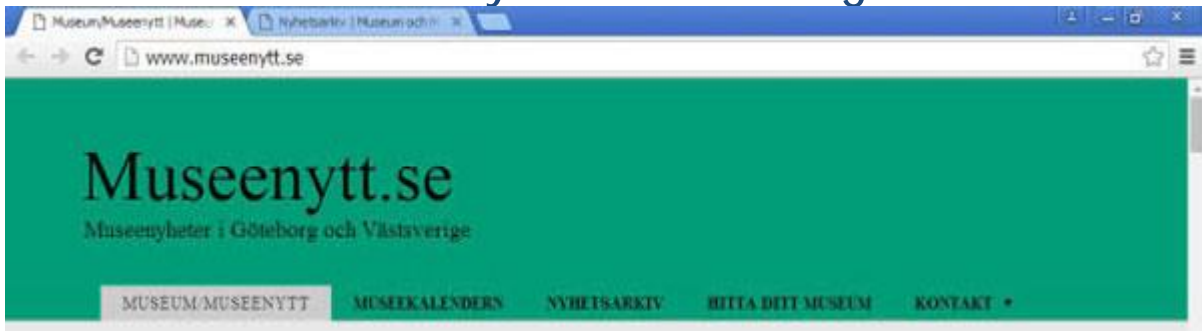 Museum/Museenytt | Muse
Nyhetsarkiv | Museum och
www.museenytt.se
Museenytt.se
Museenyheter i Göteborg och Västsverige
MUSEUM/MUSEENYTT MUSEEKALENDERN NYHETSARKIV HITTA DITT MUSEUM KONTAKT